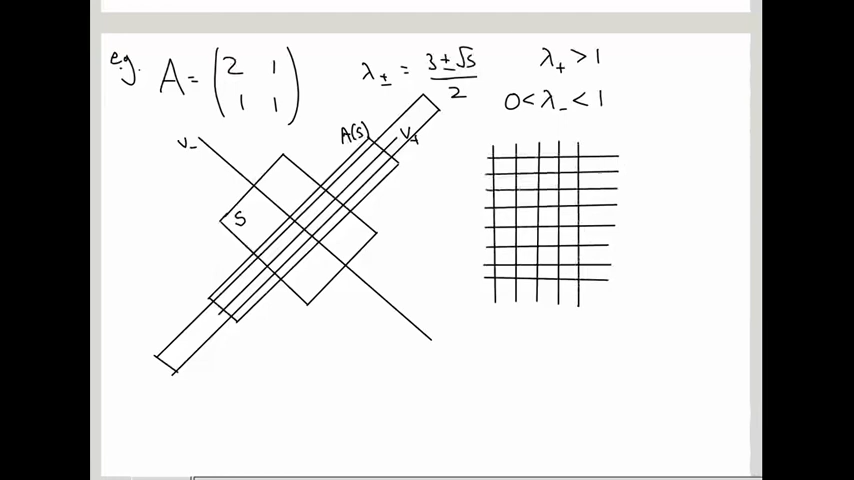 e.g. A = (2 1
1 1) λ± = (3±√5)/2 λ₊ > 1
0 < λ₋ < 1
v₋ A(S) v₊
S